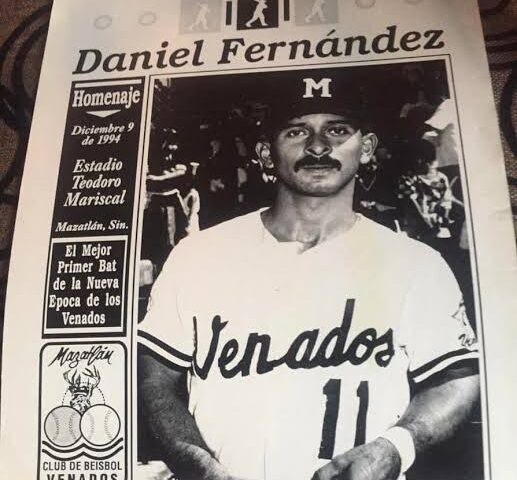 Daniel Fernández
Homenaje
Diciembre 9
de 1994
Estadio
Teodoro
Mariscal
Mazatlán, Sin.
El Mejor
Primer Bat
de la Nueva
Epoca de los
Venados
Mazatlán
CLUB DE BEISBOL
VENADOS
M
Venados
11